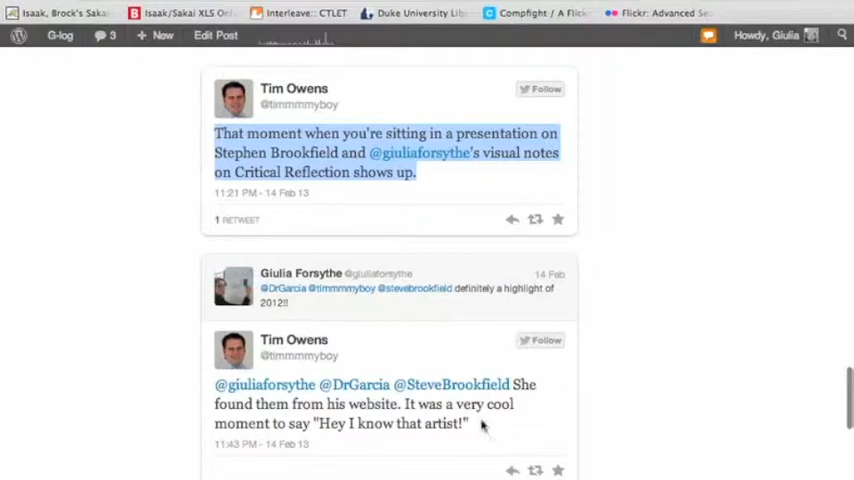 Isaak, Brock's Sakai
Isaak/Sakai XLS Onl
Interleave:: CTLET
Duke University Lib
Compfight / A Flickr
Flickr: Advanced Se
G-log
3
+ New
Edit Post
Howdy, Giulia
Tim Owens
@timmmmyboy
Follow
That moment when you're sitting in a presentation on
Stephen Brookfield and @giuliaforsythe's visual notes
on Critical Reflection shows up.
11:21 PM - 14 Feb 13
1 RETWEET
Giulia Forsythe @giuliaforsythe
14 Feb
@DrGarcia @timmmmyboy @stevebrookfield definitely a highlight of
2012!!
Tim Owens
@timmmmyboy
Follow
@giuliaforsythe @DrGarcia @SteveBrookfield She
found them from his website. It was a very cool
moment to say "Hey I know that artist!"
11:43 PM - 14 Feb 13